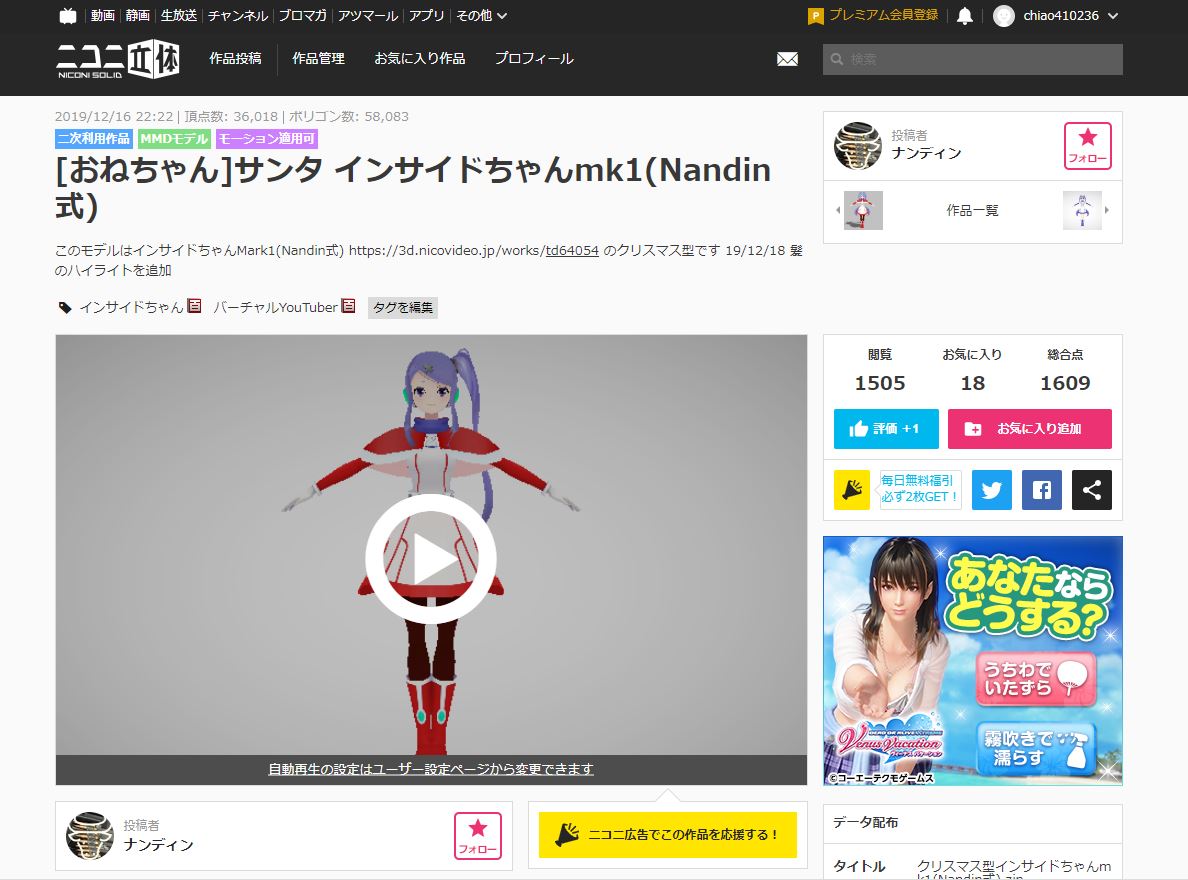 動画 静画 生放送 チャンネル ブロマガ アツマール アプリ その他
P プレミアム会員登録 chiao410236
ニコニ立体
NICONI SOLID
作品投稿 作品管理 お気に入り作品 プロフィール
検索
2019/12/16 22:22 | 頂点数: 36,018 | ポリゴン数: 58,083
二次利用作品 MMDモデル モーション適用可
[おねちゃん]サンタ インサイドちゃんmk1(Nandin
式)
このモデルはインサイドちゃんMark1(Nandin式) https://3d.nicovideo.jp/works/td64054 のクリスマス型です 19/12/18 髪
のハイライトを追加
インサイドちゃん バーチャルYouTuber タグを編集
自動再生の設定はユーザー設定ページから変更できます
投稿者
ナンディン
フォロー
ニコニ広告でこの作品を応援する！
投稿者
ナンディン
フォロー
作品一覧
閲覧 お気に入り 総合点
1505 18 1609
評価 +1 お気に入り追加
毎日無料福引
必ず2枚GET！
あなたなら
どうする?
うちわで
いたずら
霧吹きで
濡らす
DEAD OR ALIVE XTREME
Venus Vacation
©コーエーテクモゲームス
データ配布
タイトル クリスマス型インサイドちゃんm
k1(Nandin式).zip